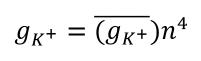 $g_{K^+} = \overline{(g_{K^+})} n^4$